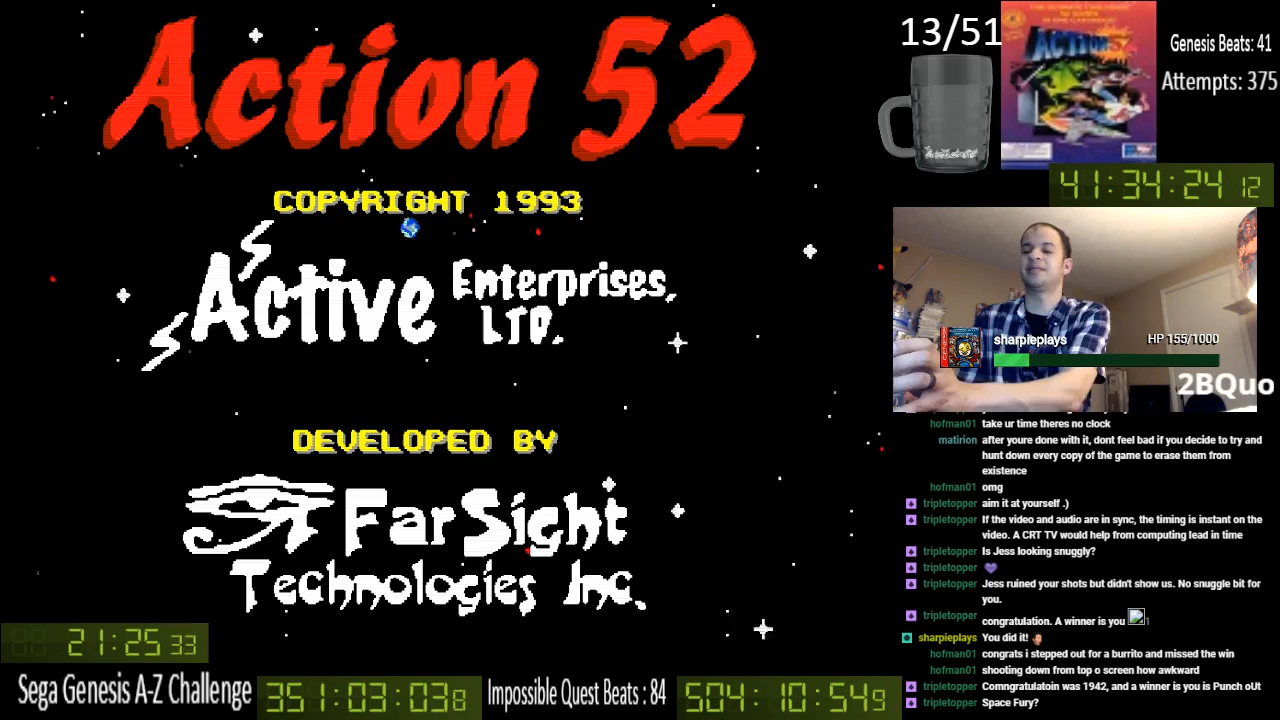 Action 52
COPYRIGHT 1993
Active Enterprises, LTD.
DEVELOPED BY
FarSight
Technologies Inc.
21:25 33
Sega Genesis A-Z Challenge
351:03:03 8
Impossible Quest Beats : 84
504:10:54 9
13/51
ACTION 52
Genesis Beats: 41
Attempts: 375
41:34:24 12
sharpieplays
HP 155/1000
2BQuo
hofman01 take ur time theres no clock
matirion after youre done with it, dont feel bad if you decide to try and
hunt down every copy of the game to erase them from
existence
hofman01 omg
tripletopper aim it at yourself .)
tripletopper If the video and audio are in sync, the timing is instant on the
video. A CRT TV would help from computing lead in time
tripletopper Is Jess looking snuggly?
tripletopper 💜
tripletopper Jess ruined your shots but didn't show us. No snuggle bit for
you.
tripletopper congratulation. A winner is you 1
sharpieplays You did it!
hofman01 congrats i stepped out for a burrito and missed the win
hofman01 shooting down from top o screen how awkward
tripletopper Comngratulatoin was 1942, and a winner is you is Punch oUt
tripletopper Space Fury?